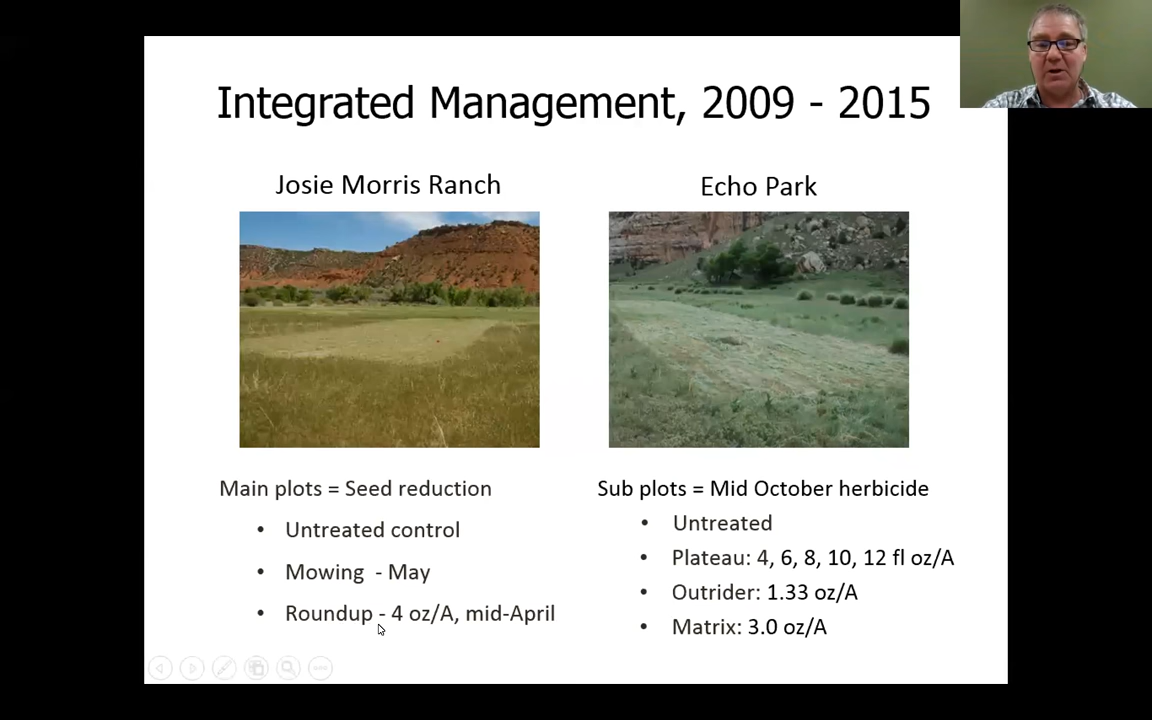 Integrated Management, 2009 - 2015
Josie Morris Ranch
Echo Park
Main plots = Seed reduction
• Untreated control
• Mowing - May
• Roundup - 4 oz/A, mid-April
Sub plots = Mid October herbicide
• Untreated
• Plateau: 4, 6, 8, 10, 12 fl oz/A
• Outrider: 1.33 oz/A
• Matrix: 3.0 oz/A